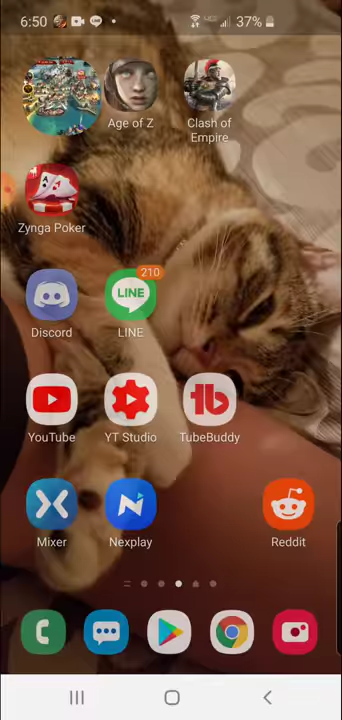 6:50
37%
Age of Z
Clash of
Empire
Zynga Poker
210
LINE
Discord
LINE
YouTube
YT Studio
TubeBuddy
Mixer
Nexplay
Reddit